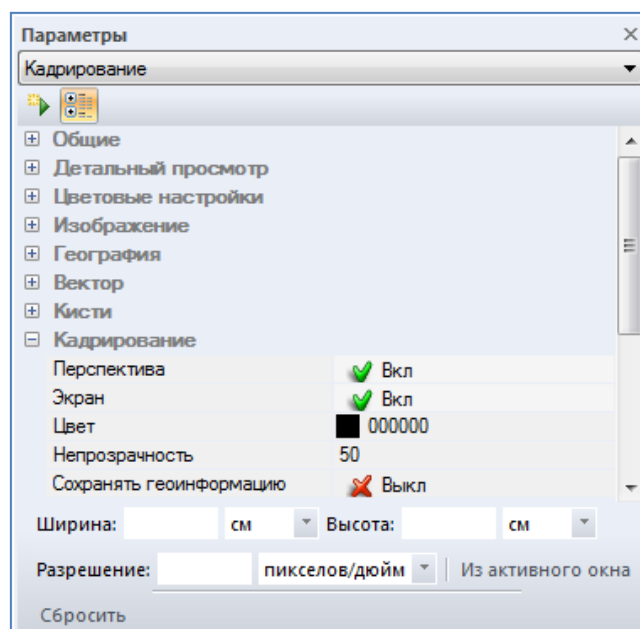 Параметры
Кадрирование
Общие
Детальный просмотр
Цветовые настройки
Изображение
География
Вектор
Кисти
Кадрирование
Перспектива Вкл
Экран Вкл
Цвет 000000
Непрозрачность 50
Сохранять геоинформацию Выкл
Ширина: см Высота: см
Разрешение: пикселов/дюйм Из активного окна
Сбросить